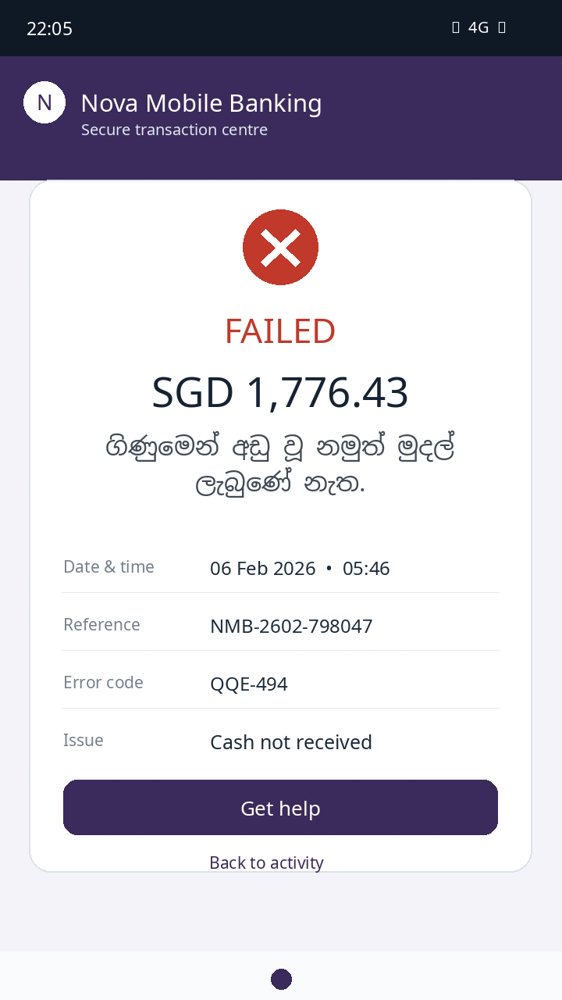 22:05
4G
N
Nova Mobile Banking
Secure transaction centre
FAILED
SGD 1,776.43
ගිණුමෙන් අඩු වූ නමුත් මුදල්
ලැබුණේ නැත.
Date & time
06 Feb 2026 • 05:46
Reference
NMB-2602-798047
Error code
QQE-494
Issue
Cash not received
Get help
Back to activity